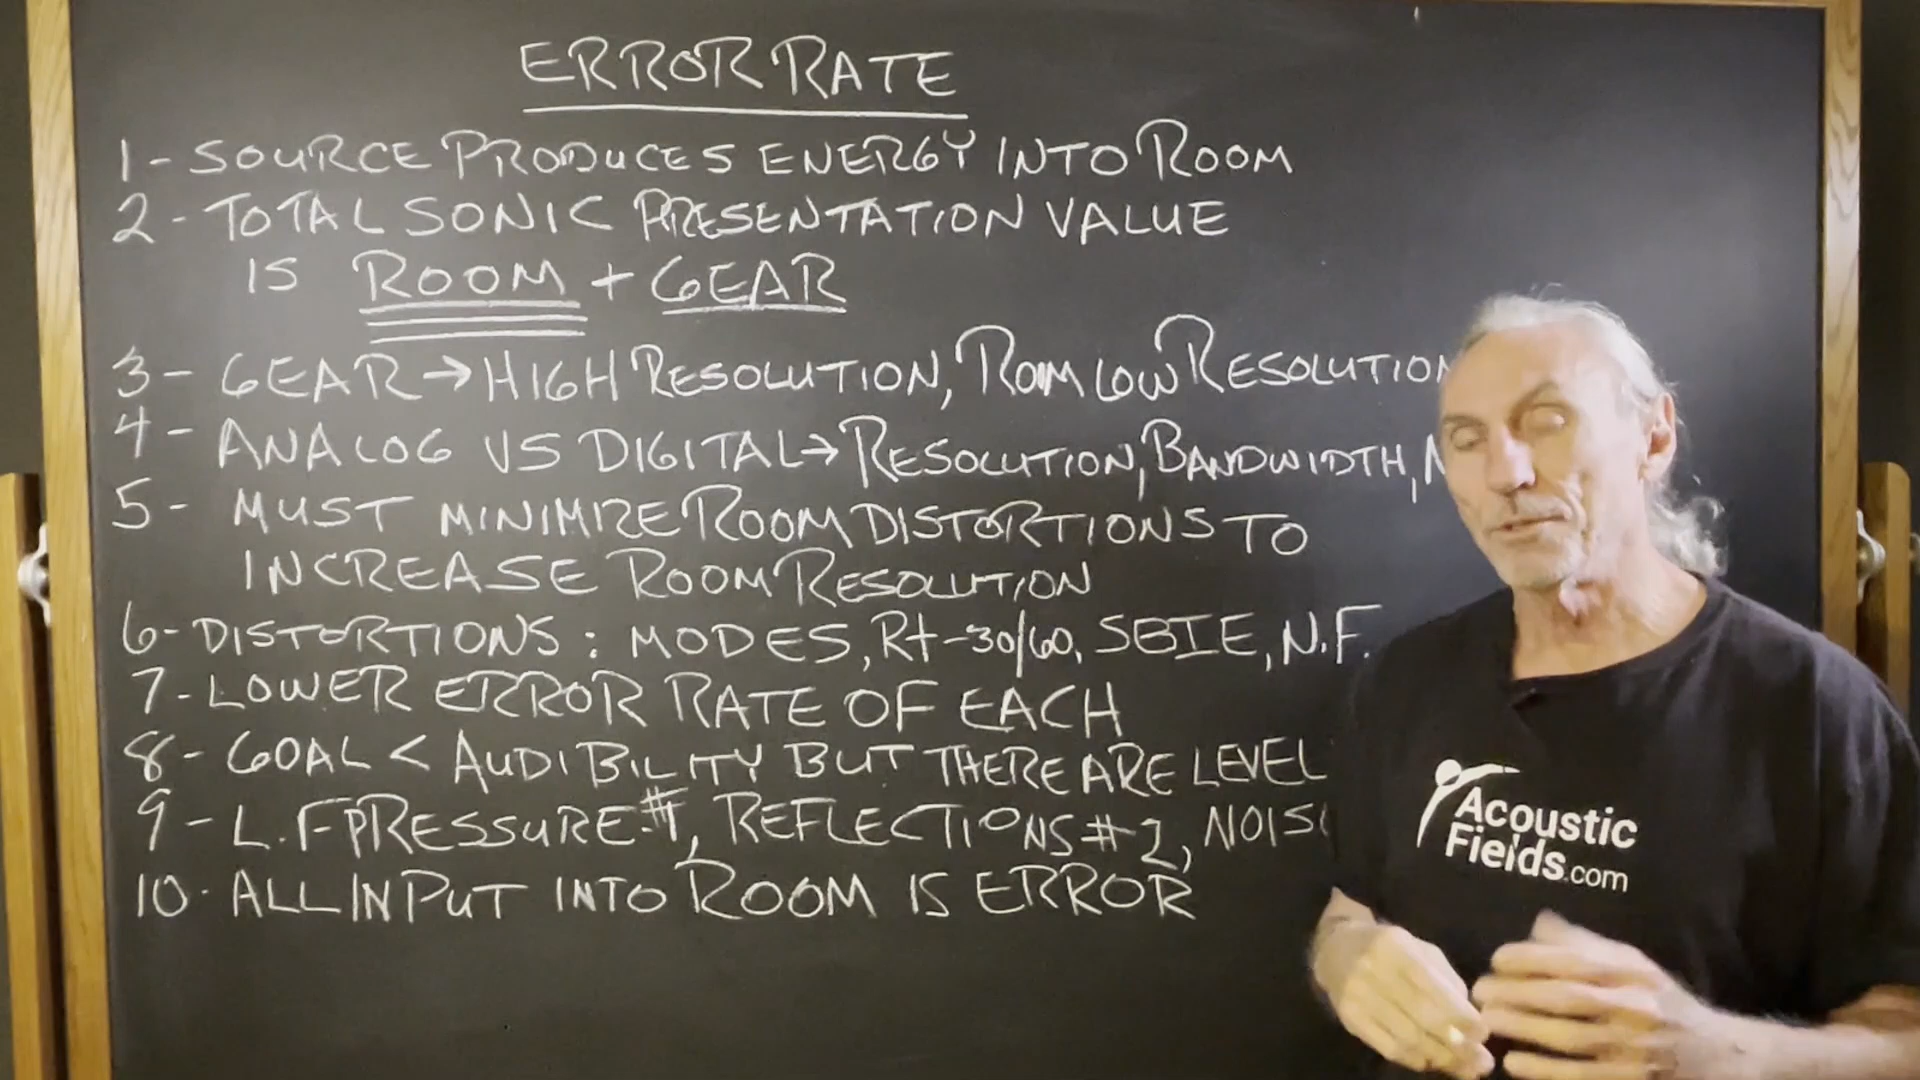 ERROR RATE
1 - SOURCE PRODUCES ENERGY INTO ROOM
2 - TOTAL SONIC PRESENTATION VALUE
IS ROOM + GEAR
3 - GEAR → HIGH RESOLUTION, ROOM LOW RESOLUTION
4 - ANALOG VS DIGITAL → RESOLUTION, BANDWIDTH,
5 - MUST MINIMIZE ROOM DISTORTIONS TO
INCREASE ROOM RESOLUTION
6 - DISTORTIONS : MODES, Rt-30/60, SBIE, N.F.
7 - LOWER ERROR RATE OF EACH
8 - GOAL < AUDIBILITY BUT THERE ARE LEVEL
9 - L.F PRESSURE #1, REFLECTIONS #2, NOIS
10 - ALL INPUT INTO ROOM IS ERROR
Acoustic
Fields.com